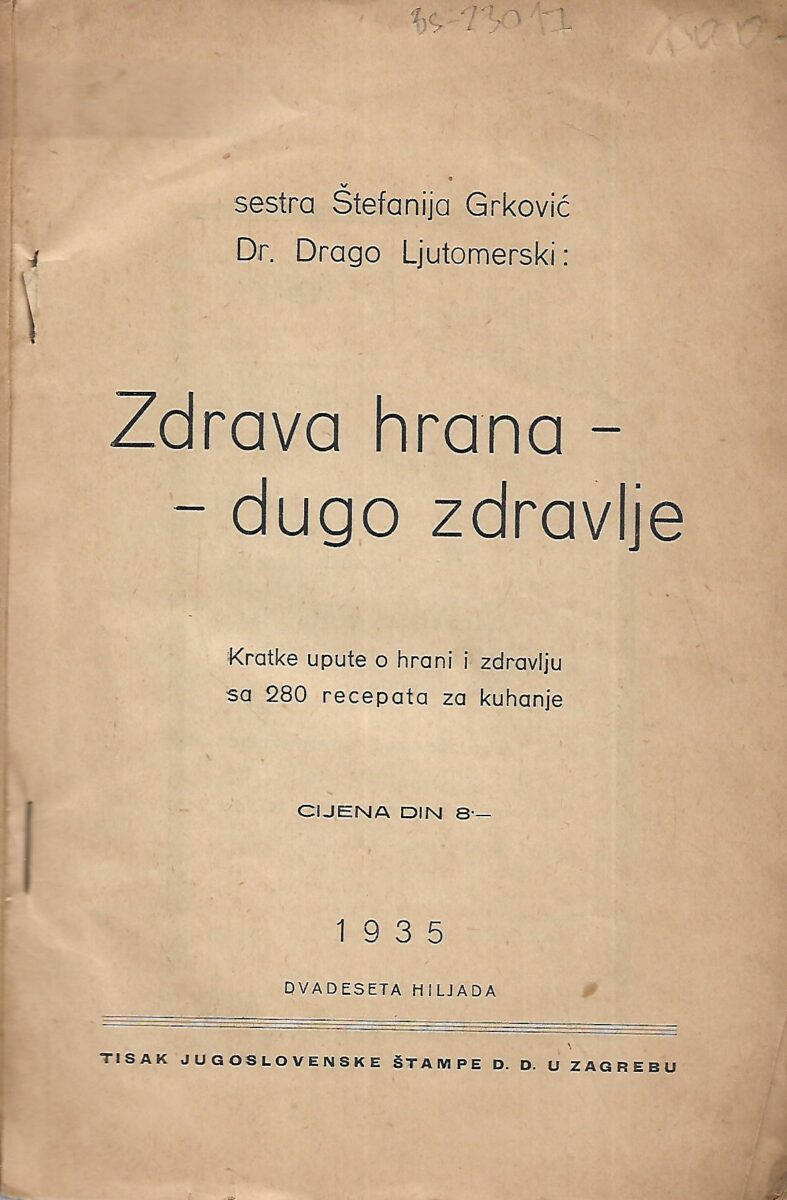 sestra Štefanija Grković
Dr. Drago Ljutomerski:
Zdrava hrana -
- dugo zdravlje
Kratke upute o hrani i zdravlju
sa 280 recepata za kuhanje
CIJENA DIN 8·—
1935
DVADESETA HILJADA
TISAK JUGOSLOVENSKE ŠTAMPE D. D. U ZAGREBU